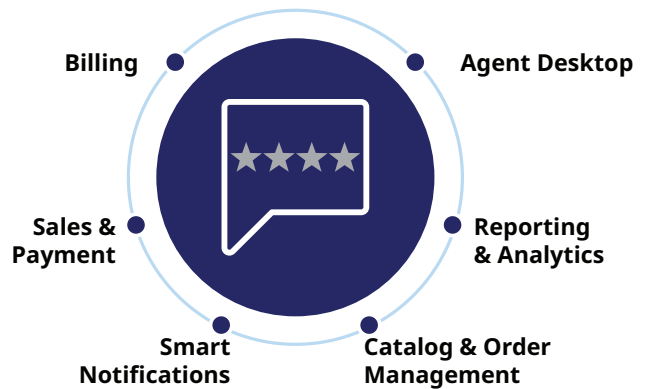 Billing
Agent Desktop
Sales &
Payment
Reporting
& Analytics
Smart
Notifications
Catalog & Order
Management